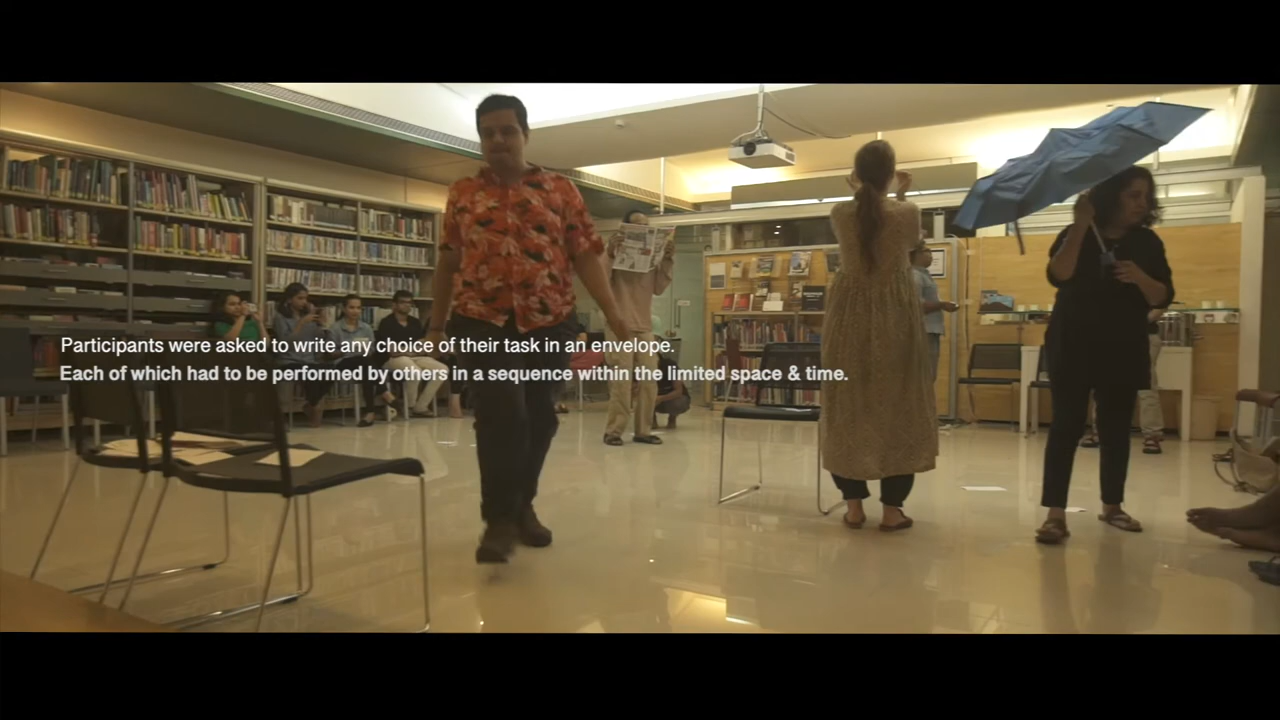 Participants were asked to write any choice of their task in an envelope.
Each of which had to be performed by others in a sequence within the limited space & time.